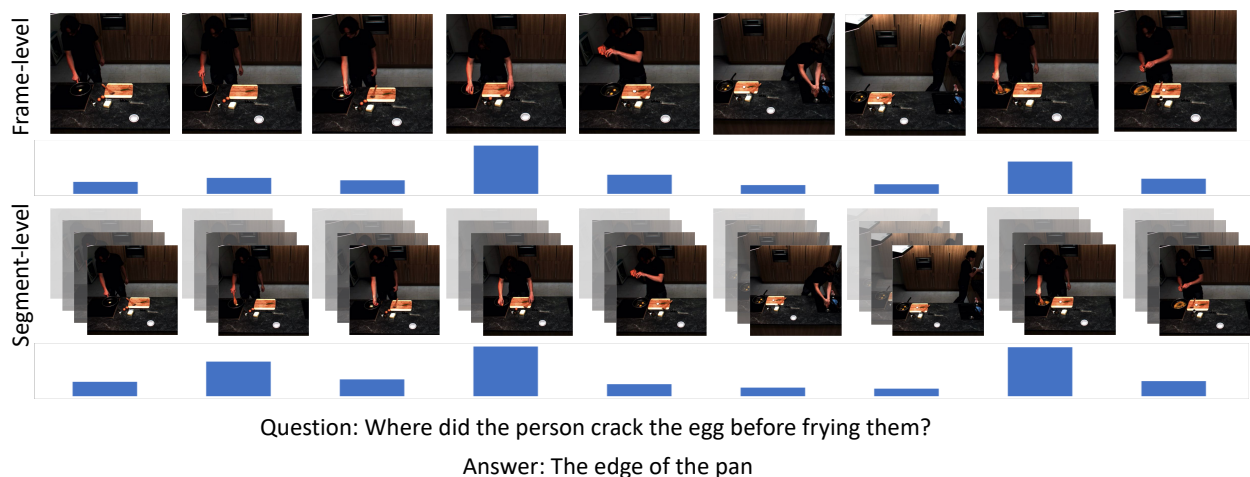 Frame-level
Segment-level
Question: Where did the person crack the egg before frying them?
Answer: The edge of the pan